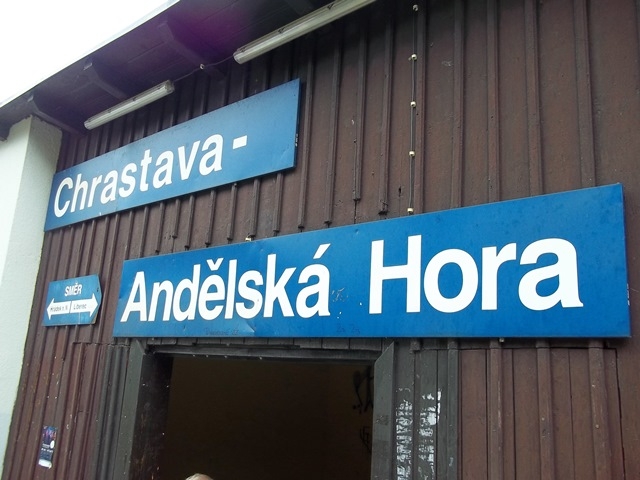 Chrastava-
Andělská Hora
SMĚR